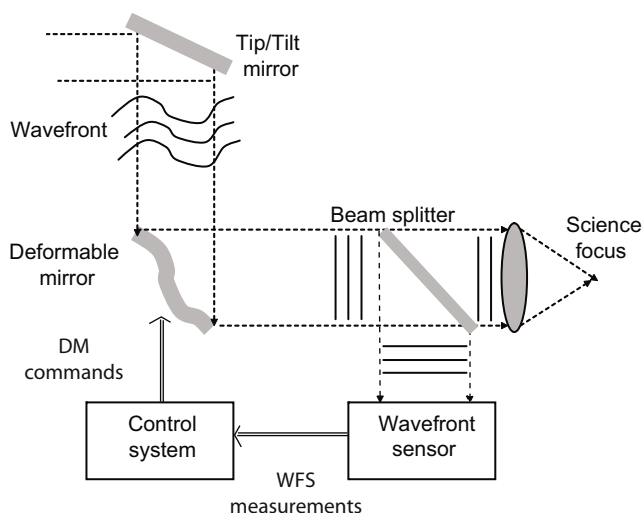 Tip/Tilt
mirror
Wavefront
Beam splitter
Science
focus
Deformable
mirror
DM
commands
Control
system
Wavefront
sensor
WFS
measurements